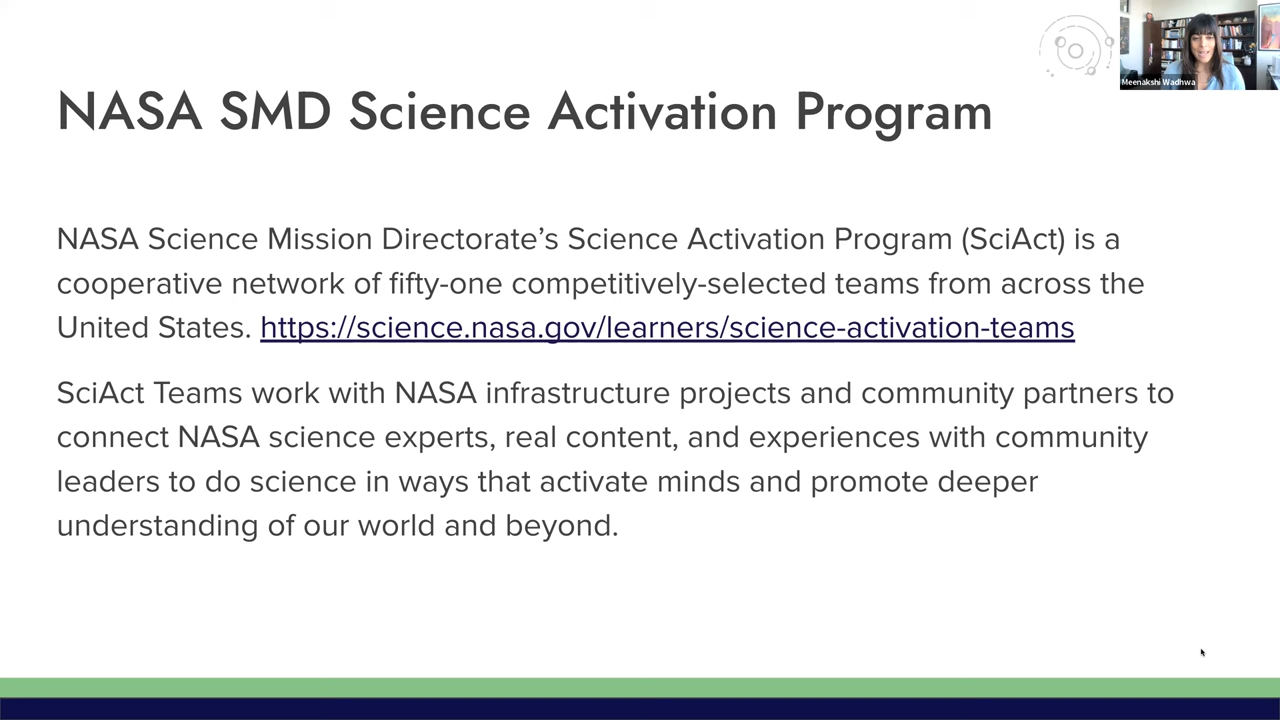 Meenakshi Wadhwa
NASA SMD Science Activation Program
NASA Science Mission Directorate’s Science Activation Program (SciAct) is a
cooperative network of fifty-one competitively-selected teams from across the
United States. https://science.nasa.gov/learners/science-activation-teams
SciAct Teams work with NASA infrastructure projects and community partners to
connect NASA science experts, real content, and experiences with community
leaders to do science in ways that activate minds and promote deeper
understanding of our world and beyond.